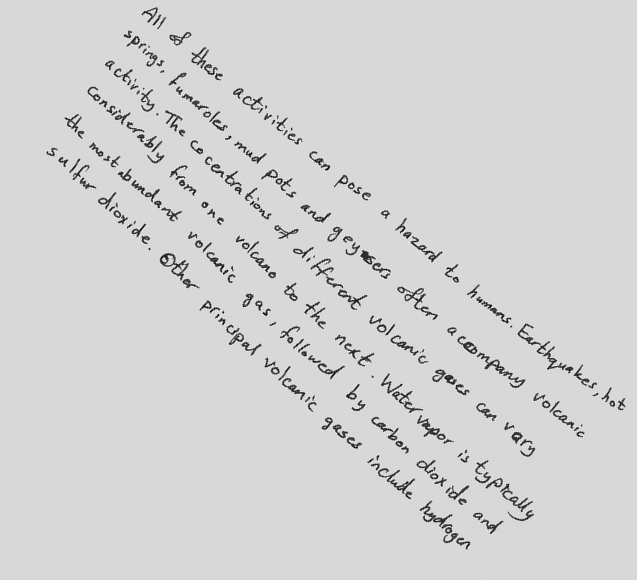 All of these activities can pose a hazard to humans. Earthquakes, hot
springs, fumaroles, mud pots and geysers often accompany volcanic
activity. The cocentrations of different volcanic gases can vary
considerably from one volcano to the next. Water vapor is typically
the most abundant volcanic gas, followed by carbon dioxide and
sulfur dioxide. Other principal volcanic gases include hydrogen